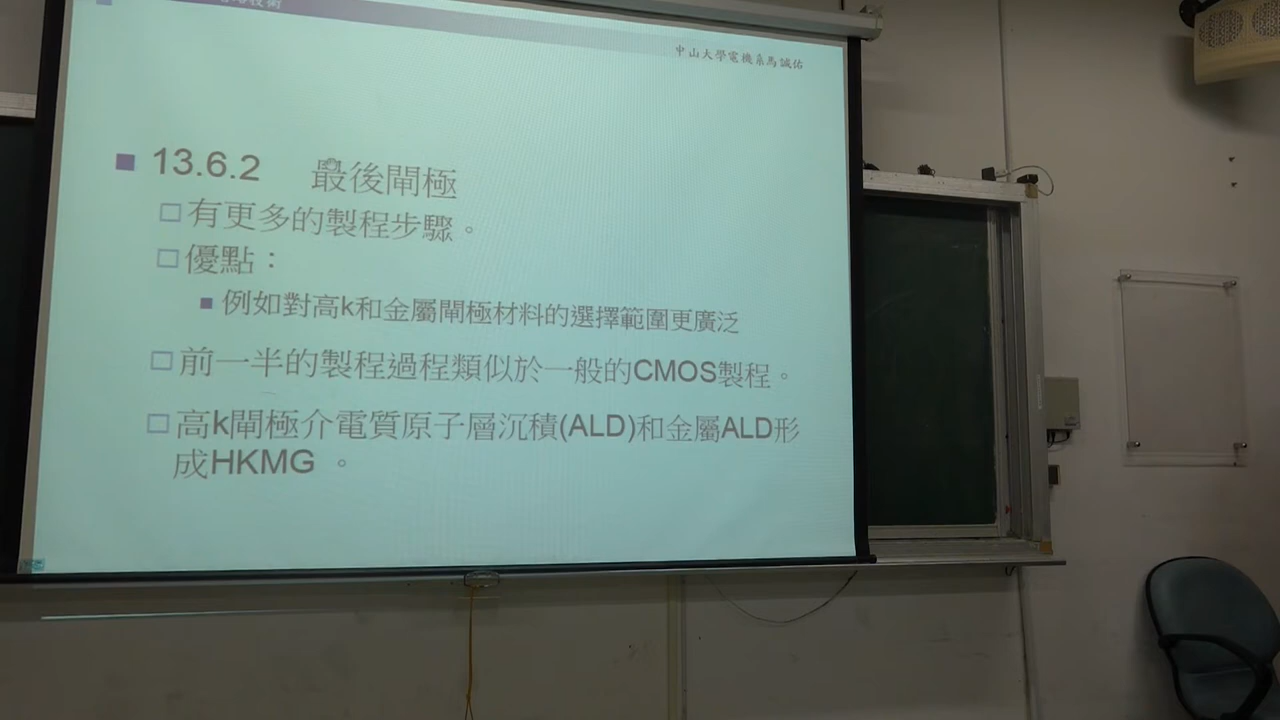 中山大學電機系馬誠佑
13.6.2 最後閘極
有更多的製程步驟。
優點：
例如對高k和金屬閘極材料的選擇範圍更廣泛
前一半的製程過程類似於一般的CMOS製程。
高k閘極介電質原子層沉積(ALD)和金屬ALD形
成HKMG 。